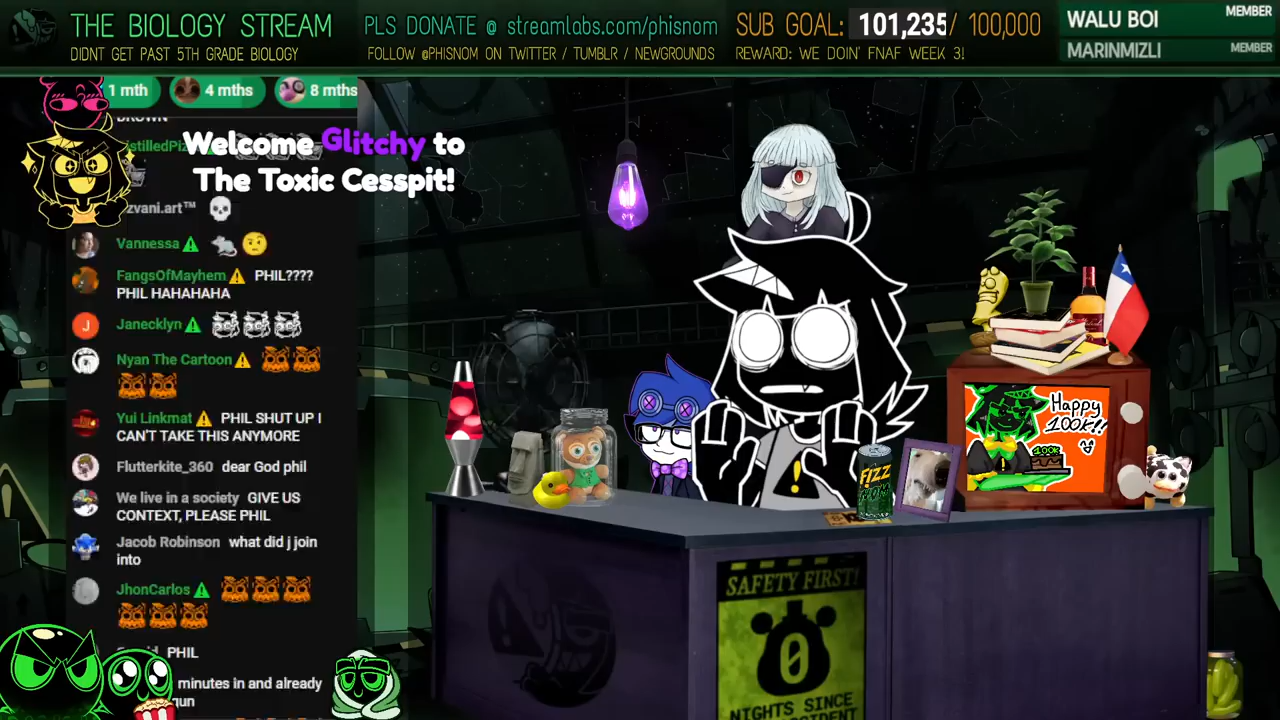 THE BIOLOGY STREAM
DIDNT GET PAST 5TH GRADE BIOLOGY
PLS DONATE @ streamlabs.com/phisnom
FOLLOW @PHISNOM ON TWITTER / TUMBLR / NEWGROUNDS
SUB GOAL: 101,235/ 100,000
REWARD: WE DOIN' FNAF WEEK 3!
WALU BOI MEMBER
MARINMIZLI MEMBER
1 mth
4 mths
8 mths
BROWN
Welcome Glitchy to
The Toxic Cesspit!
Vannessa
FangsOfMayhem PHIL????
PHIL HAHAHAHA
Janecklyn
J
Nyan The Cartoon
Yui Linkmat PHIL SHUT UP I
CAN'T TAKE THIS ANYMORE
Flutterkite_360 dear God phil
We live in a society GIVE US
CONTEXT, PLEASE PHIL
Jacob Robinson what did j join
into
JhonCarlos
PHIL
minutes in and already
gun
FIZZ
Happy
100K!!
100K
SAFETY FIRST!
0
NIGHTS SINCE